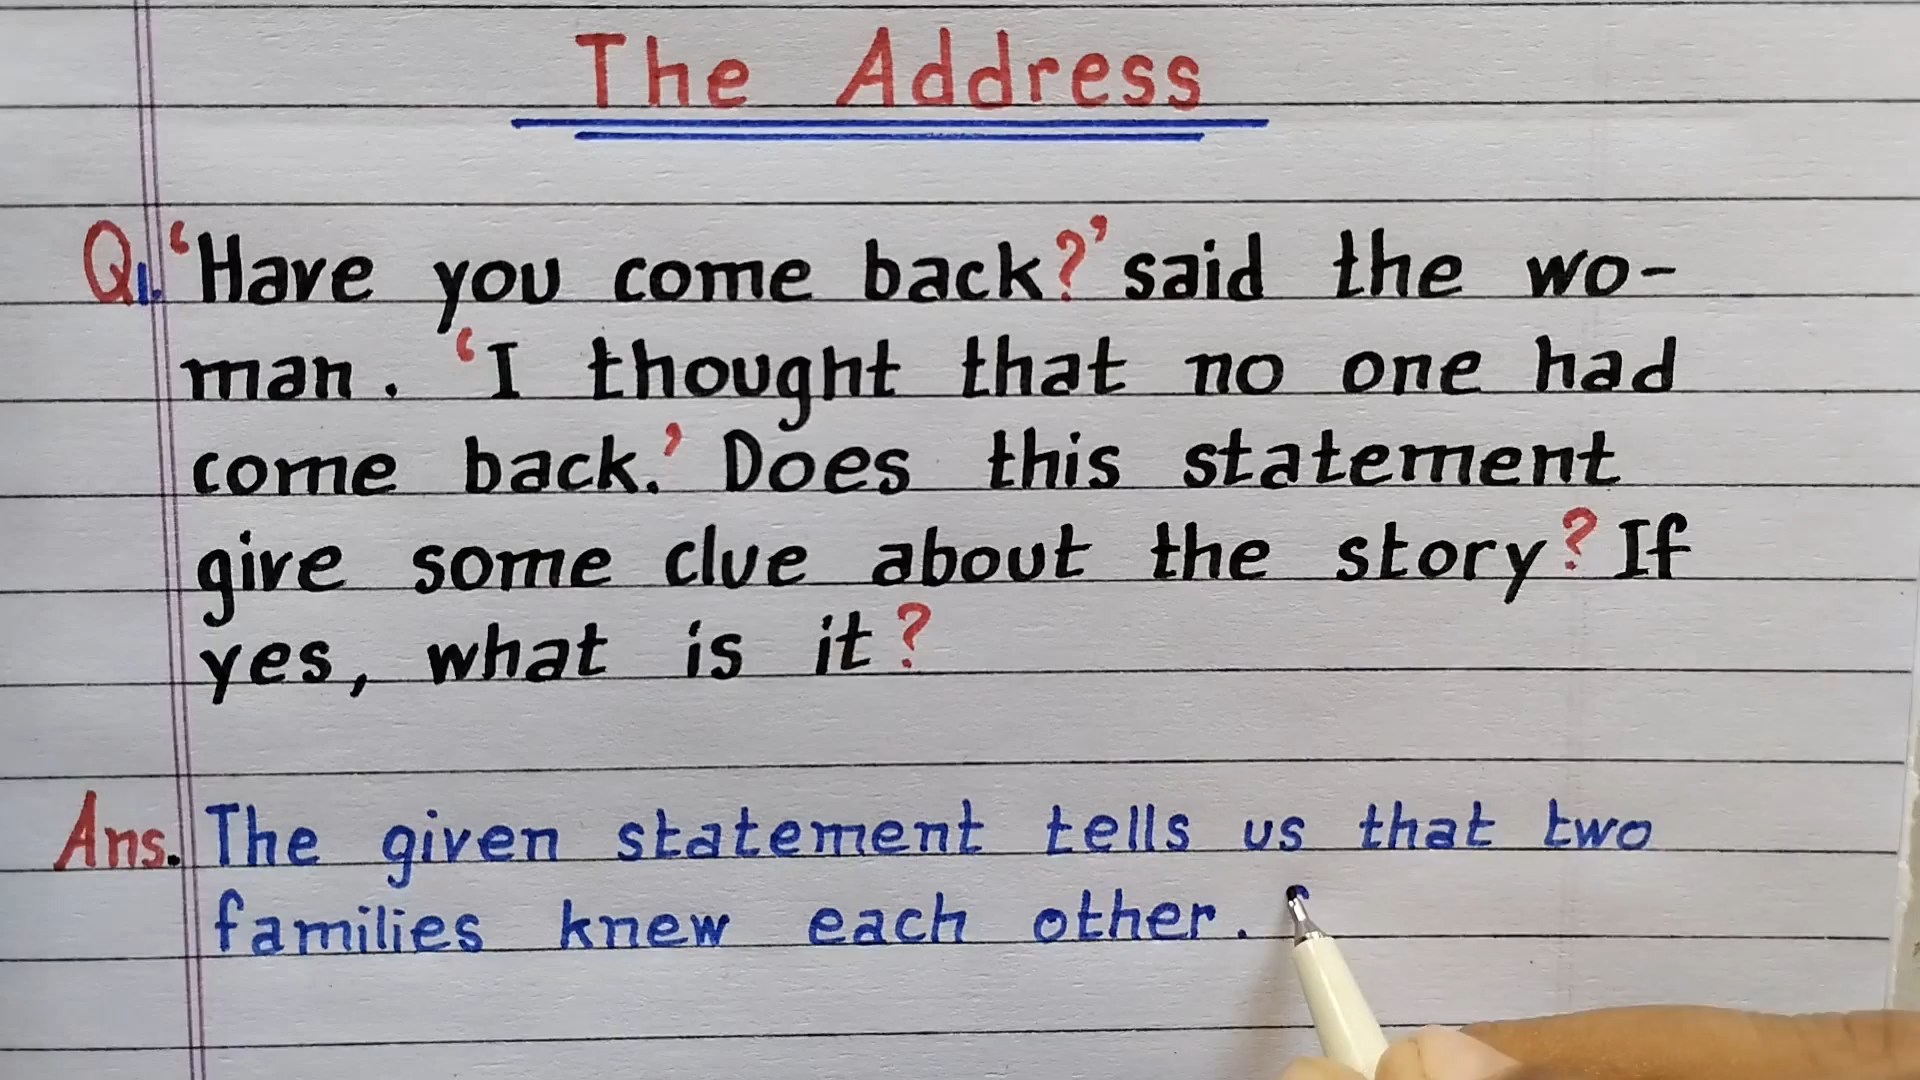 The Address
Q1. 'Have you come back?' said the wo-
man. 'I thought that no one had
come back.' Does this statement
give some clue about the story? If
yes, what is it?
Ans. The given statement tells us that two
families knew each other.